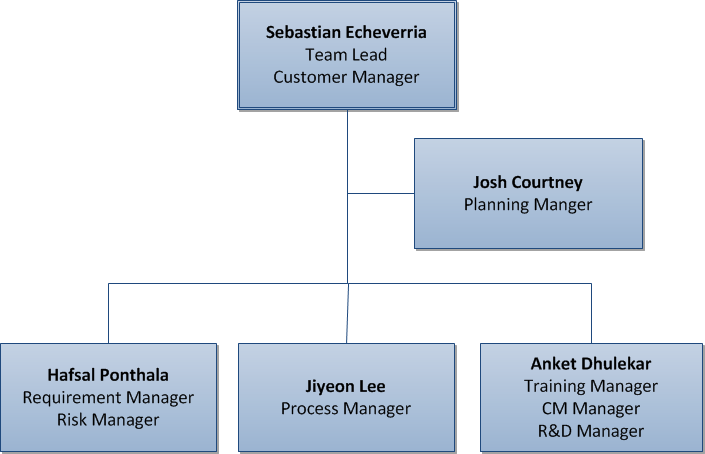 Sebastian Echeverria
Team Lead
Customer Manager
Josh Courtney
Planning Manger
Hafsal Ponthala
Requirement Manager
Risk Manager
Jiyeon Lee
Process Manager
Anket Dhulekar
Training Manager
CM Manager
R&D Manager